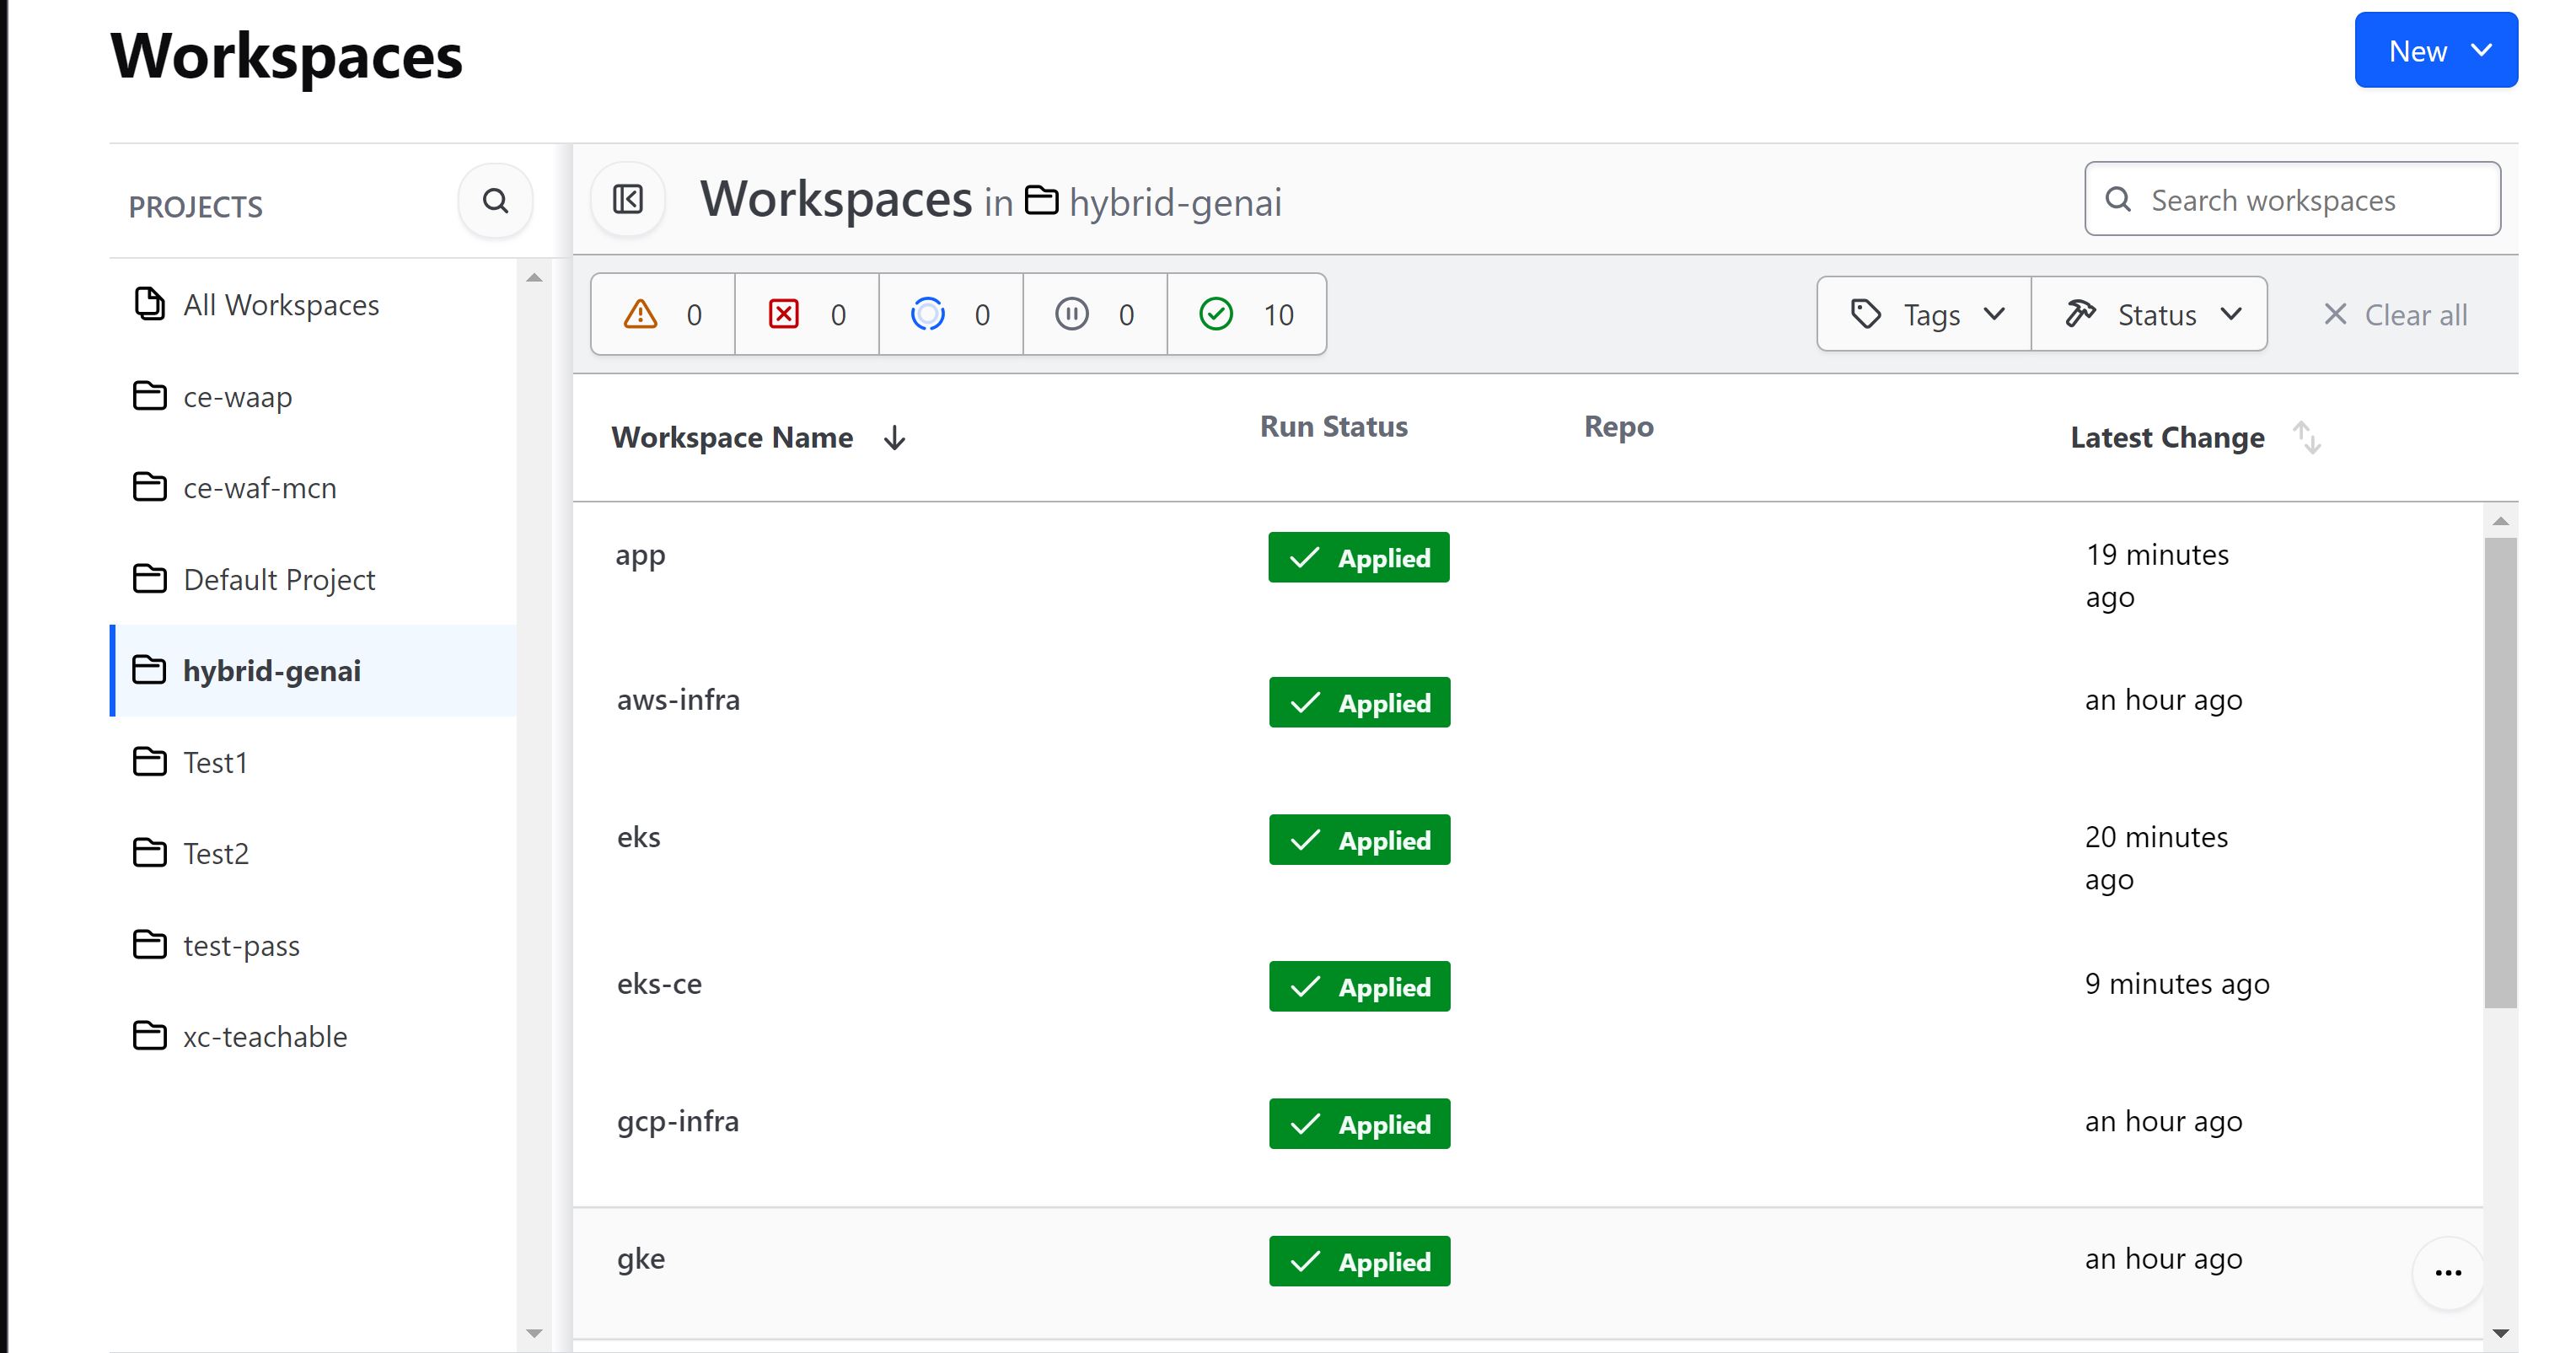 Workspaces
New
PROJECTS
Workspaces in hybrid-genai
Search workspaces
All Workspaces
ce-waap
ce-waf-mcn
Default Project
hybrid-genai
Test1
Test2
test-pass
xc-teachable
0 0 0 0 10
Tags Status Clear all
Workspace Name Run Status Repo Latest Change
app Applied 19 minutes
ago
aws-infra Applied an hour ago
eks Applied 20 minutes
ago
eks-ce Applied 9 minutes ago
gcp-infra Applied an hour ago
gke Applied an hour ago